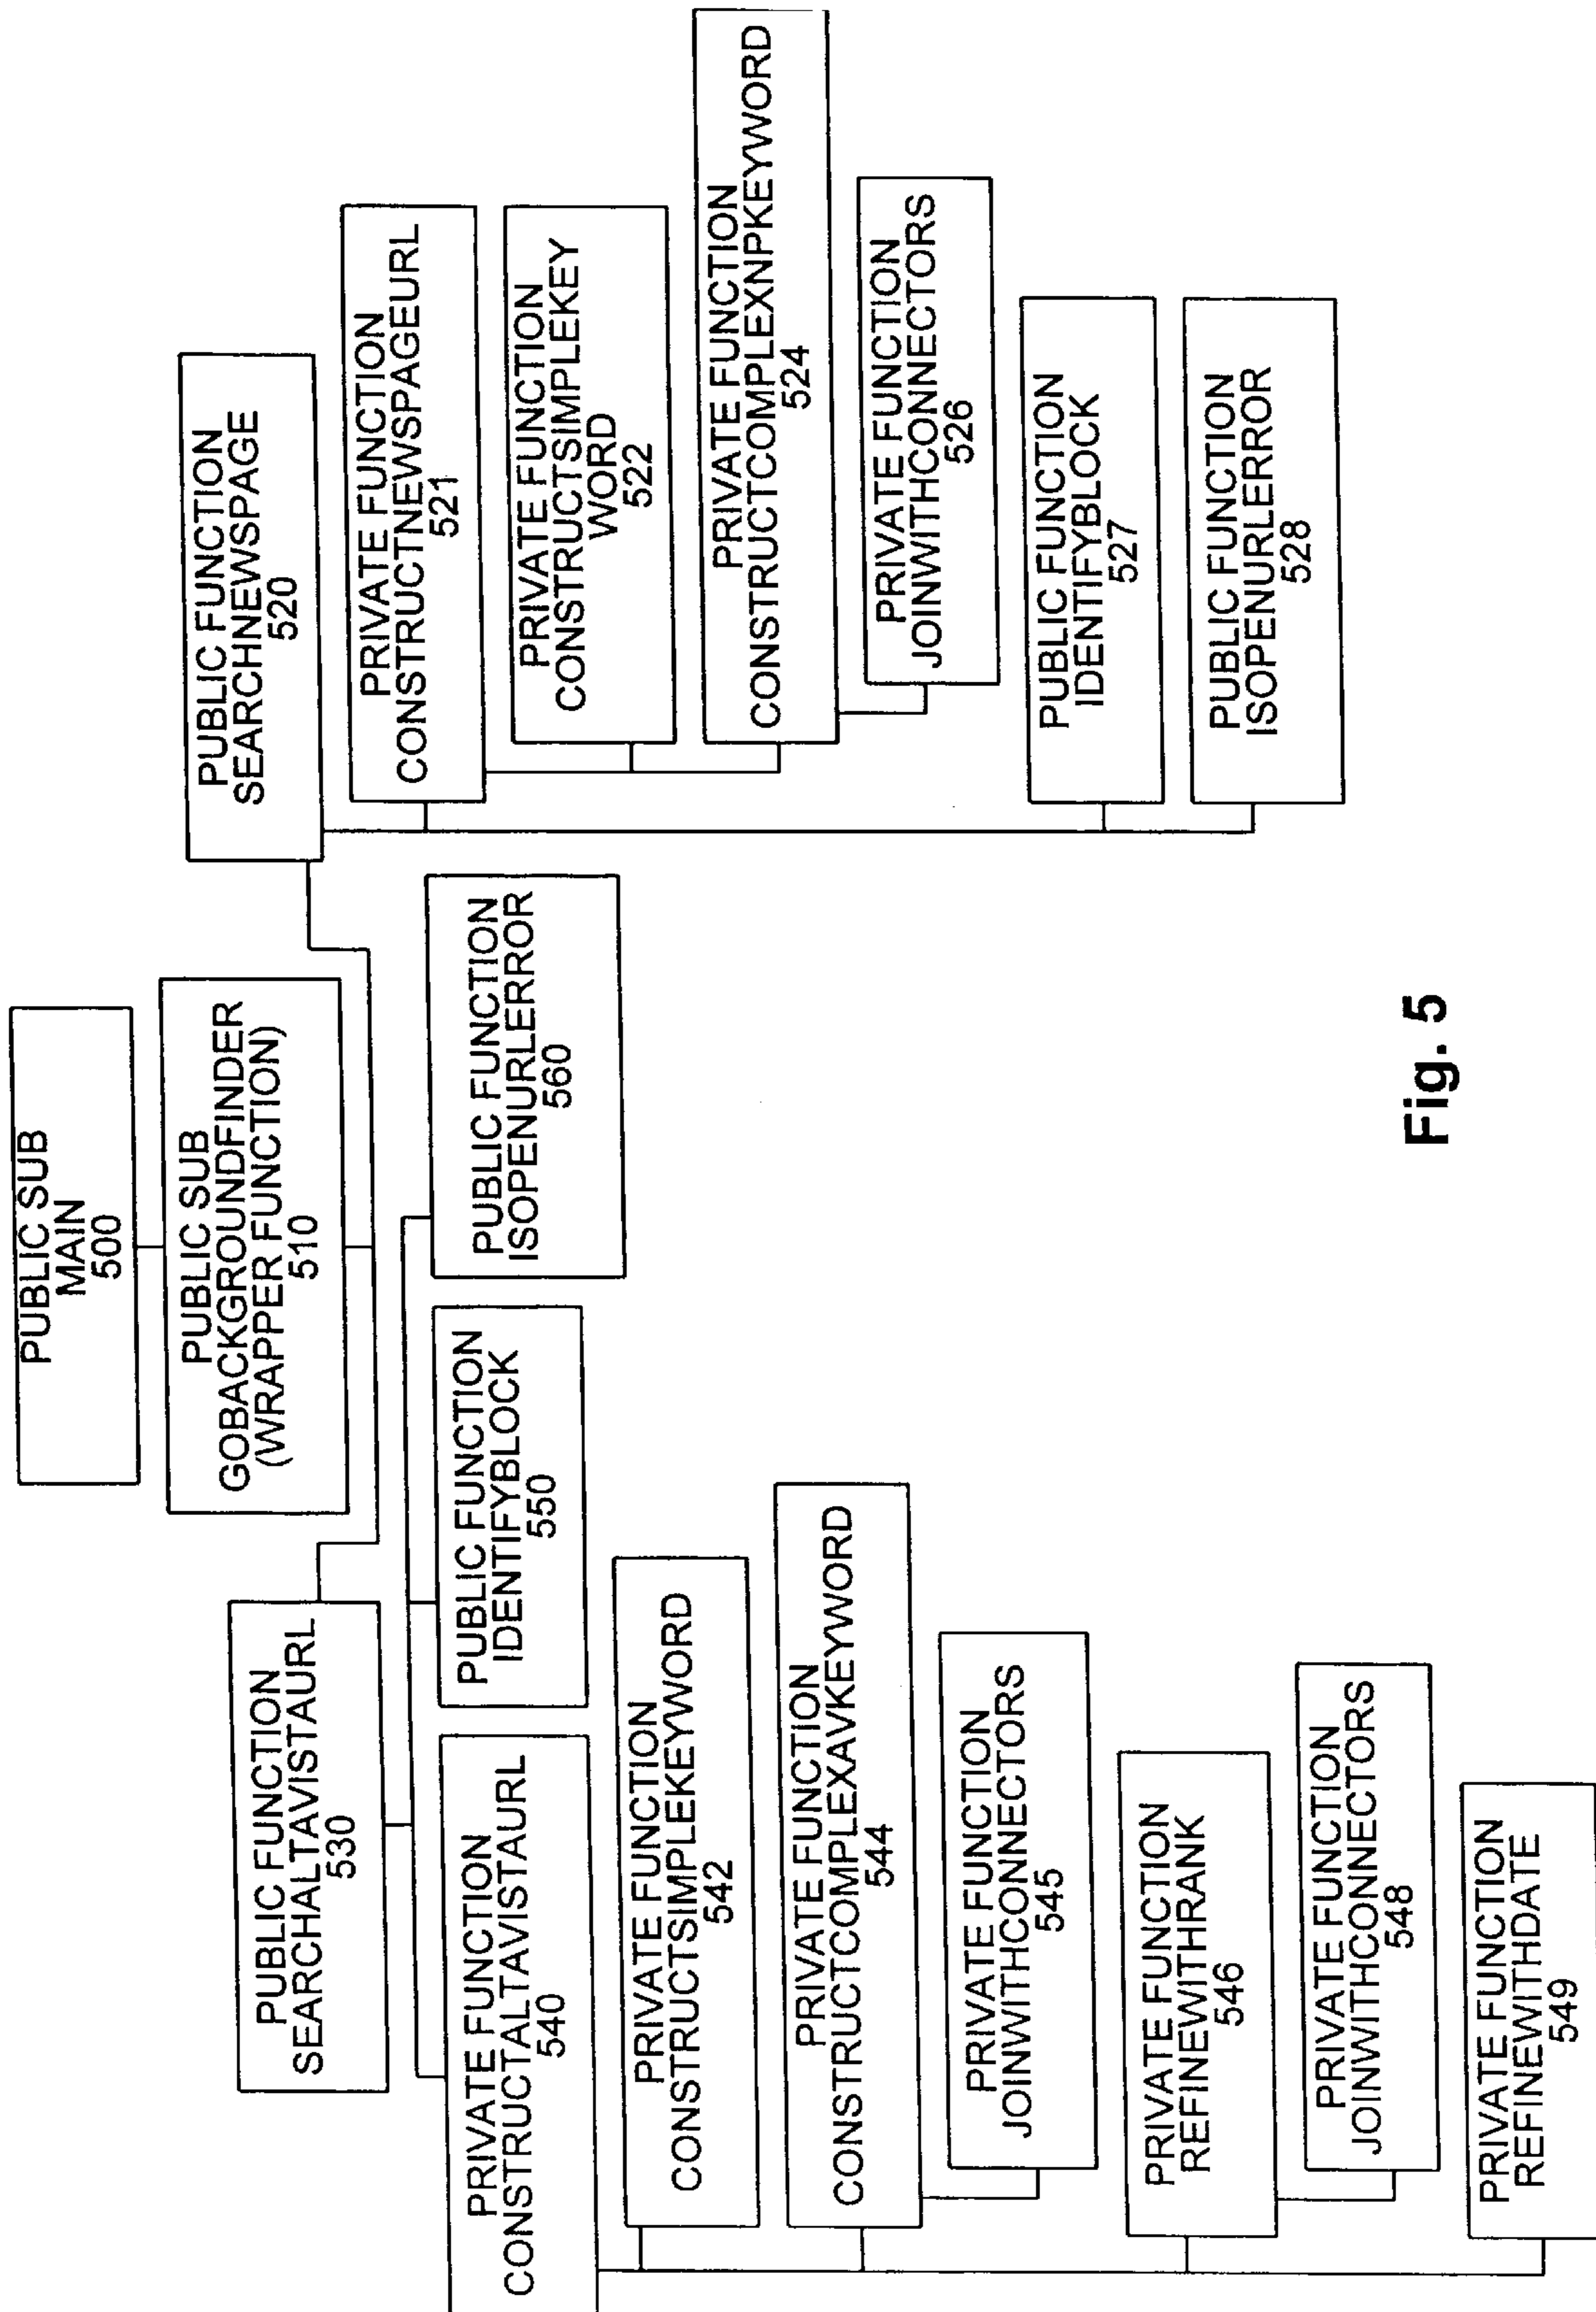 PUBLIC SUB
MAIN
500
PUBLIC SUB
GOBACKGROUNDFINDER
(WRAPPER FUNCTION)
510
PUBLIC FUNCTION
SEARCHALTAVISTAURL
530
PRIVATE FUNCTION
CONSTRUCTALTAVISTAURL
540
PRIVATE FUNCTION
CONSTRUCTSIMPLEKEYWORD
542
PRIVATE FUNCTION
CONSTRUCTCOMPLEXAVKEYWORD
544
PRIVATE FUNCTION
JOINWITHCONNECTORS
545
PRIVATE FUNCTION
REFINEWITHRANK
546
PRIVATE FUNCTION
JOINWITHCONNECTORS
548
PRIVATE FUNCTION
REFINEWITHDATE
549
PUBLIC FUNCTION
IDENTIFYBLOCK
550
PUBLIC FUNCTION
ISOPENURLERROR
560
PUBLIC FUNCTION
SEARCHNEWSPAGE
520
PRIVATE FUNCTION
CONSTRUCTNEWSPAGEURL
521
PRIVATE FUNCTION
CONSTRUCTSIMPLEKEY
WORD
522
PRIVATE FUNCTION
CONSTRUCTCOMPLEXNPKEYWORD
524
PRIVATE FUNCTION
JOINWITHCONNECTORS
526
PUBLIC FUNCTION
IDENTIFYBLOCK
527
PUBLIC FUNCTION
ISOPENURLERROR
528
Fig. 5